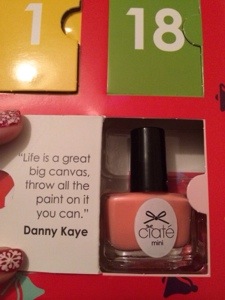 1
18
"Life is a great
big canvas,
throw all the
paint on it
you can."
Danny Kaye
ciaté
mini